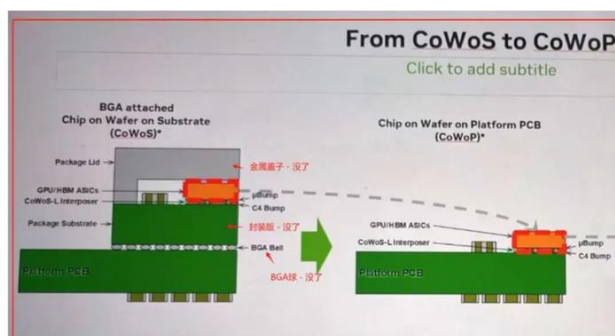 From CoWoS to CoWoP
Click to add subtitle
BGA attached
Chip on Wafer on Substrate
(CoWoS)*
Package Lid
金属盖子 - 没了
GPU/HBM ASICs
CoWoS-L Interposer
μBump
C4 Bump
Package Substrate
封装版 - 没了
BGA Ball
Platform PCB
BGA球 - 没了
Chip on Wafer on Platform PCB
(CoWoP)*
GPU/HBM ASICs
CoWoS-L Interposer
μBump
C4 Bump
Platform PCB